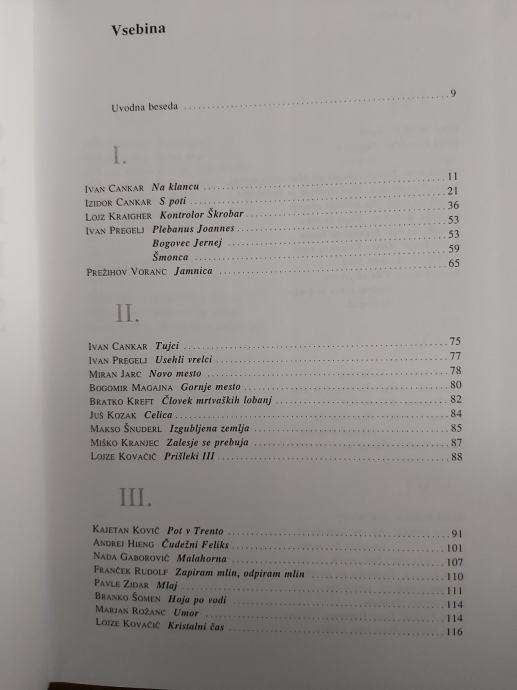 Vsebina
Uvodna beseda 9
I.
IVAN CANKAR Na klancu 11
IZIDOR CANKAR S poti 21
LOJZ KRAIGHER Kontrolor Škrobar 36
IVAN PREGELJ Plebanus Joannes 53
Bogovec Jernej 53
Šmonca 59
PREŽIHOV VORANC Jamnica 65
II.
IVAN CANKAR Tujci 75
IVAN PREGELJ Usehli vrelci 77
MIRAN JARC Novo mesto 78
BOGOMIR MAGAJNA Gornje mesto 80
BRATKO KREFT Človek mrtvaških lobanj 82
JUŠ KOZAK Celica 84
MAKSO ŠNUDERL Izgubljena zemlja 85
MIŠKO KRANJEC Zalesje se prebuja 87
LOJZE KOVAČIČ Prišleki III 88
III.
KAJETAN KOVIČ Pot v Trento 91
ANDREJ HIENG Čudežni Feliks 101
NADA GABOROVIČ Malahorna 107
FRANČEK RUDOLF Zapiram mlin, odpiram mlin 110
PAVLE ZIDAR Mlaj 111
BRANKO ŠÖMEN Hoja po vodi 114
MARJAN ROŽANC Umor 114
LOJZE KOVAČIČ Kristalni čas 116